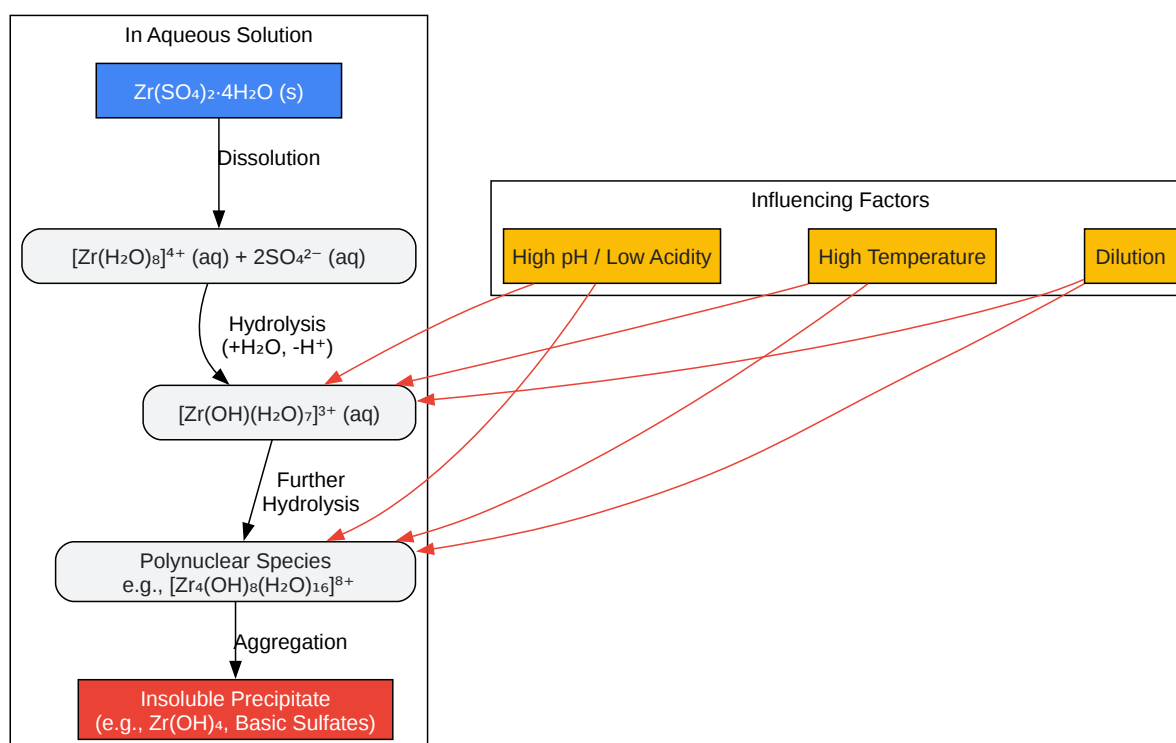 In Aqueous Solution
Zr(SO₄)₂·4H₂O (s)
Dissolution
[Zr(H₂O)₈]⁴⁺ (aq) + 2SO₄²⁻ (aq)
Hydrolysis
(+H₂O, -H⁺)
[Zr(OH)(H₂O)₇]³⁺ (aq)
Further
Hydrolysis
Polynuclear Species
e.g., [Zr₄(OH)₈(H₂O)₁₆]⁸⁺
Aggregation
Insoluble Precipitate
(e.g., Zr(OH)₄, Basic Sulfates)
Influencing Factors
High pH / Low Acidity
High Temperature
Dilution